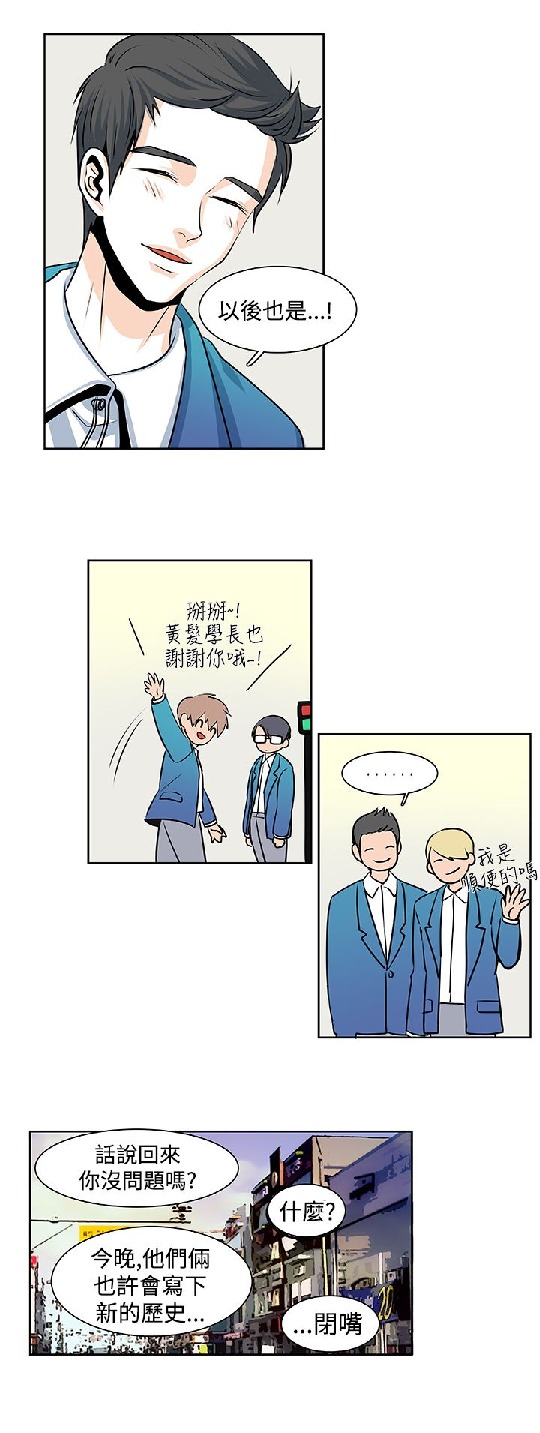 以後也是...!
掰掰~!
黃髮學長也
謝謝你哦~!
......
我是
順便的嗎
話說回來
你沒問題嗎?
什麼?
今晚,他們倆
也許會寫下
新的歷史...
...閉嘴